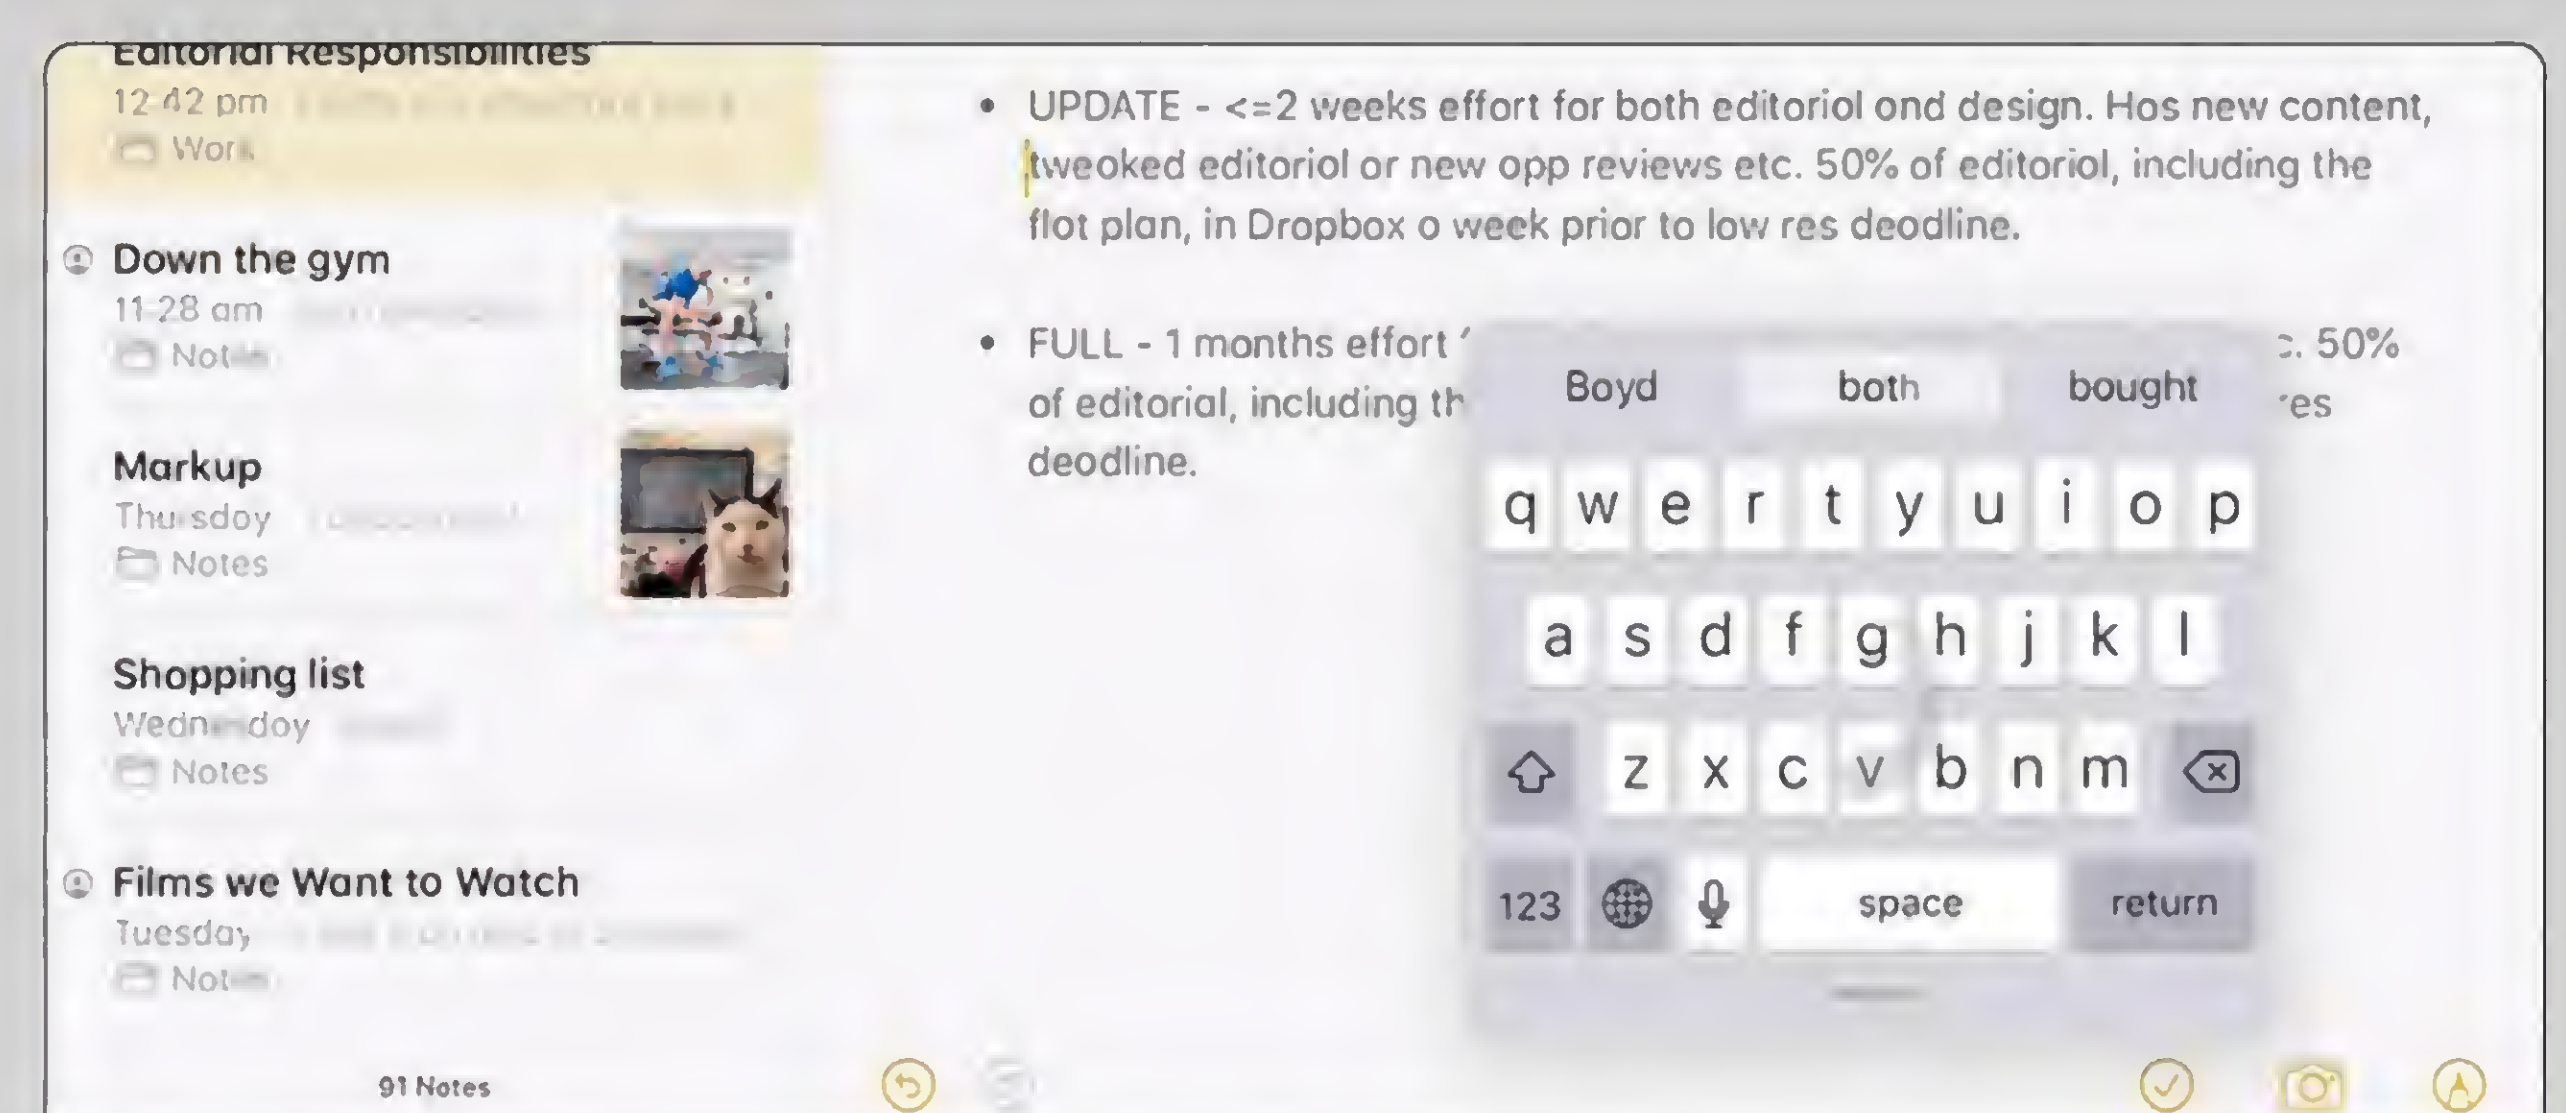 Editorial Responsibilities
12:42 pm
Work
Down the gym
11:28 am
Notes
Markup
Thursdoy
Notes
Shopping list
Wednesdoy
Notes
Films we Want to Watch
Tuesday
Notes
91 Notes
• UPDATE - <=2 weeks effort for both editoriol ond design. Hos new content,
tweoked editoriol or new opp reviews etc. 50% of editoriol, including the
flot plan, in Dropbox o week prior to low res deodline.
• FULL - 1 months effort 50%
of editorial, including es
deodline.
Boyd both bought
q w e r t y u i o p
a s d f g h j k l
z x c v b n m
123 space return